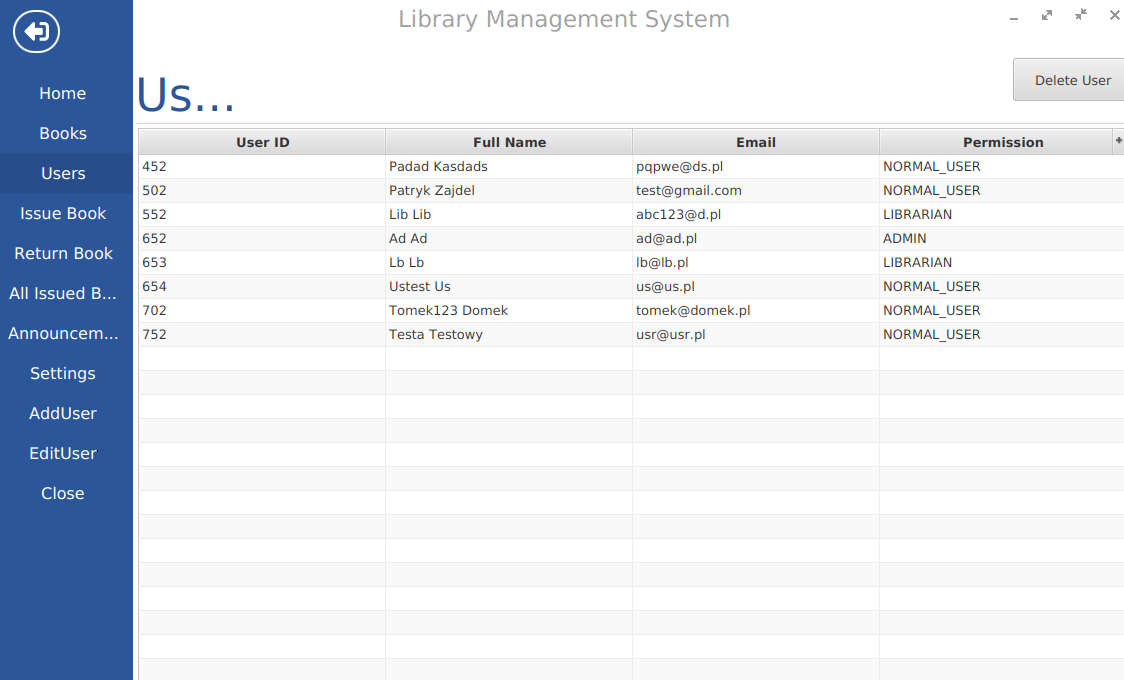 Library Management System
Home
Books
Users
Issue Book
Return Book
All Issued B...
Announcem...
Settings
AddUser
EditUser
Close
Us...
Delete User
User ID Full Name Email Permission +
452 Padad Kasdads pqpwe@ds.pl NORMAL_USER
502 Patryk Zajdel test@gmail.com NORMAL_USER
552 Lib Lib abc123@d.pl LIBRARIAN
652 Ad Ad ad@ad.pl ADMIN
653 Lb Lb lb@lb.pl LIBRARIAN
654 Ustest Us us@us.pl NORMAL_USER
702 Tomek123 Domek tomek@domek.pl NORMAL_USER
752 Testa Testowy usr@usr.pl NORMAL_USER